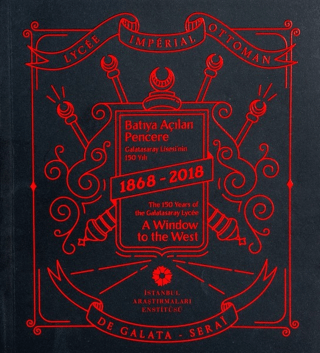 LYCÉE IMPÉRIAL OTTOMAN
Batıya Açılan
Pencere
Galatasaray Lisesi'nin
150 Yılı
1868 - 2018
The 150 Years of
the Galatasaray Lycée
A Window
to the West
İSTANBUL
ARAŞTIRMALARI
ENSTİTÜSÜ
DE GALATA - SERAI